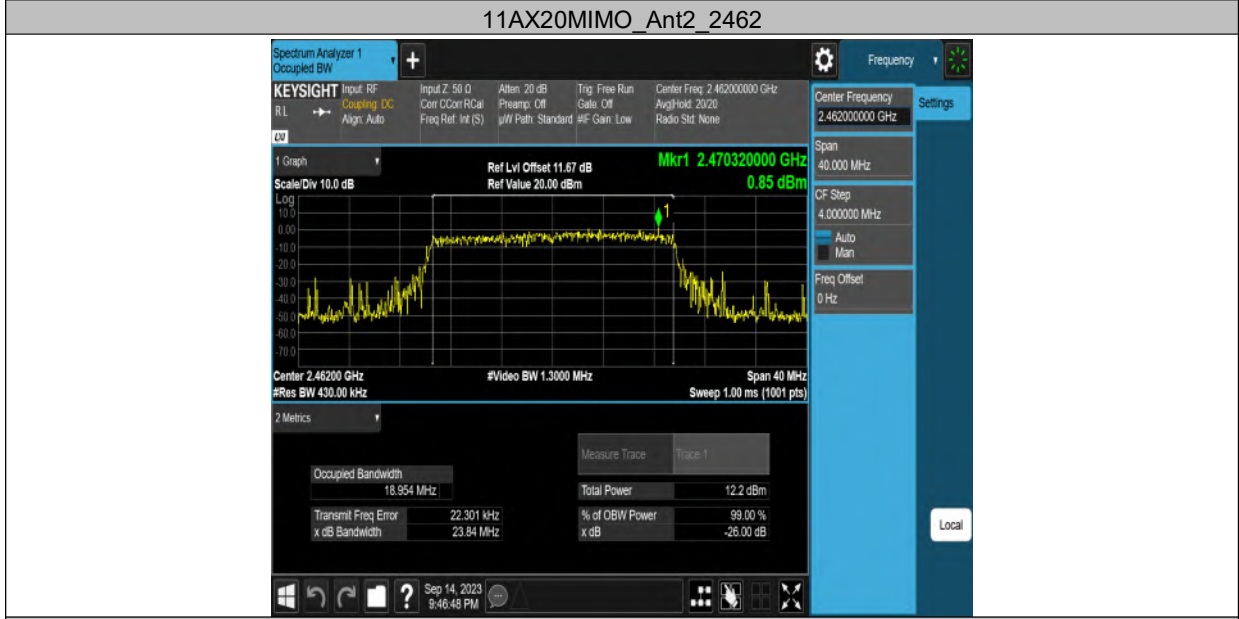 11AX20MIMO_Ant2_2462
Spectrum Analyzer 1
Occupied BW
+
Frequency
KEYSIGHT Input: RF
R L
Coupling: DC
Align: Auto
LXI
Input Z: 50 Ω
Corr CCorr RCal
Freq Ref: Int (S)
Atten: 20 dB
Preamp: Off
µW Path: Standard
Trig: Free Run
Gate: Off
#IF Gain: Low
Center Freq: 2.462000000 GHz
Avg|Hold: 20/20
Radio Std: None
Center Frequency
2.462000000 GHz
Settings
Span
40.000 MHz
CF Step
4.000000 MHz
Auto
Man
Freq Offset
0 Hz
Local
1 Graph
Scale/Div 10.0 dB
Ref Lvl Offset 11.67 dB
Ref Value 20.00 dBm
Mkr1 2.470320000 GHz
0.85 dBm
Log
10.0
0.00
-10.0
-20.0
-30.0
-40.0
-50.0
-60.0
-70.0
1
Center 2.46200 GHz
#Video BW 1.3000 MHz
Span 40 MHz
#Res BW 430.00 kHz
Sweep 1.00 ms (1001 pts)
2 Metrics
Measure Trace
Trace 1
Occupied Bandwidth
18.954 MHz
Total Power
12.2 dBm
Transmit Freq Error
22.301 kHz
% of OBW Power
99.00 %
x dB Bandwidth
23.84 MHz
x dB
-26.00 dB
?
Sep 14, 2023
9:46:48 PM